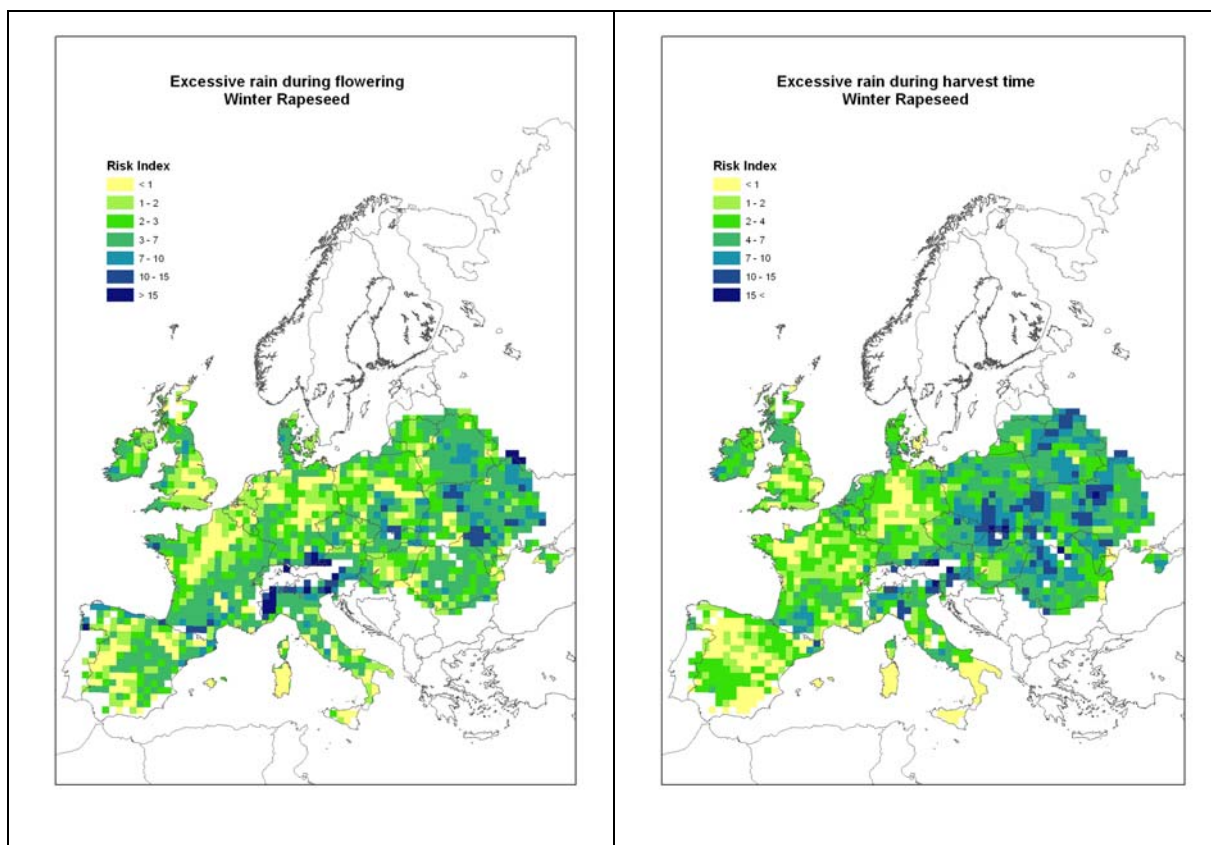 Excessive rain during flowering
Winter Rapeseed
Risk Index
< 1
1 - 2
2 - 3
3 - 7
7 - 10
10 - 15
> 15
Excessive rain during harvest time
Winter Rapeseed
Risk Index
< 1
1 - 2
2 - 4
4 - 7
7 - 10
10 - 15
15 <